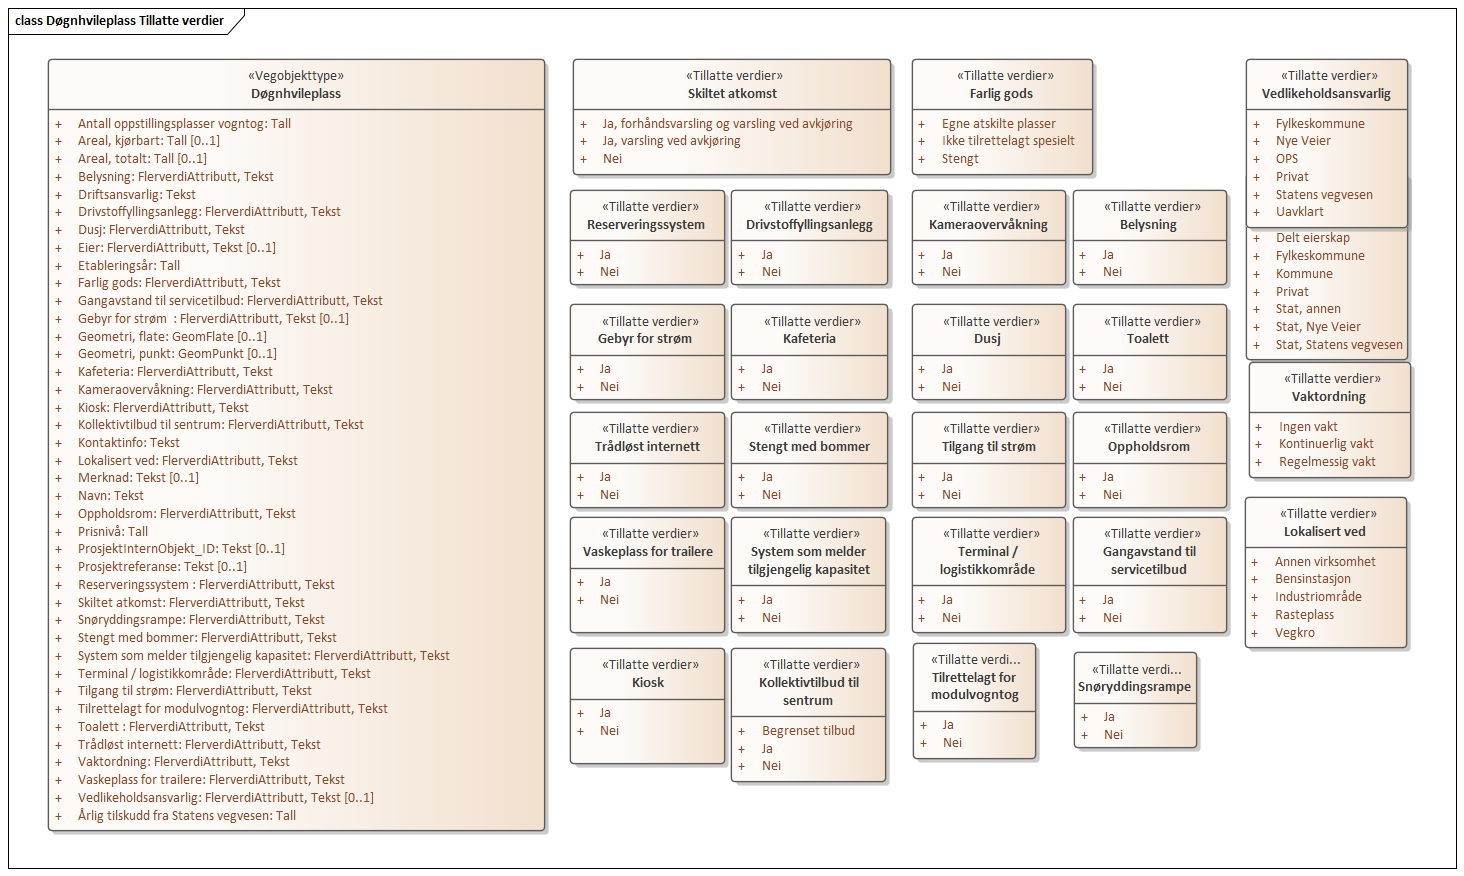 class Døgnhvileplass Tillatte verdier
«Vegobjekttype»
Døgnhvileplass
+ Antall oppstillingsplasser vogntog: Tall
+ Areal, kjørbart: Tall [0..1]
+ Areal, totalt: Tall [0..1]
+ Belysning: FlerverdiAttributt, Tekst
+ Driftsansvarlig: Tekst
+ Drivstoffyllingsanlegg: FlerverdiAttributt, Tekst
+ Dusj: FlerverdiAttributt, Tekst
+ Eier: FlerverdiAttributt, Tekst [0..1]
+ Etableringsår: Tall
+ Farlig gods: FlerverdiAttributt, Tekst
+ Gangavstand til servicetilbud: FlerverdiAttributt, Tekst
+ Gebyr for strøm : FlerverdiAttributt, Tekst [0..1]
+ Geometri, flate: GeomFlate [0..1]
+ Geometri, punkt: GeomPunkt [0..1]
+ Kafeteria: FlerverdiAttributt, Tekst
+ Kameraovervåkning: FlerverdiAttributt, Tekst
+ Kiosk: FlerverdiAttributt, Tekst
+ Kollektivtilbud til sentrum: FlerverdiAttributt, Tekst
+ Kontaktinfo: Tekst
+ Lokalisert ved: FlerverdiAttributt, Tekst
+ Merknad: Tekst [0..1]
+ Navn: Tekst
+ Oppholdsrom: FlerverdiAttributt, Tekst
+ Prisnivå: Tall
+ ProsjektInternObjekt_ID: Tekst [0..1]
+ Prosjektreferanse: Tekst [0..1]
+ Reserveringssystem : FlerverdiAttributt, Tekst
+ Skiltet atkomst: FlerverdiAttributt, Tekst
+ Snøryddingsrampe: FlerverdiAttributt, Tekst
+ Stengt med bommer: FlerverdiAttributt, Tekst
+ System som melder tilgjengelig kapasitet: FlerverdiAttributt, Tekst
+ Terminal / logistikkområde: FlerverdiAttributt, Tekst
+ Tilgang til strøm: FlerverdiAttributt, Tekst
+ Tilrettelagt for modulvogntog: FlerverdiAttributt, Tekst
+ Toalett : FlerverdiAttributt, Tekst
+ Trådløst internett: FlerverdiAttributt, Tekst
+ Vaktordning: FlerverdiAttributt, Tekst
+ Vaskeplass for trailere: FlerverdiAttributt, Tekst
+ Vedlikeholdsansvarlig: FlerverdiAttributt, Tekst [0..1]
+ Årlig tilskudd fra Statens vegvesen: Tall
«Tillatte verdier»
Skiltet atkomst
+ Ja, forhåndsvarsling og varsling ved avkjøring
+ Ja, varsling ved avkjøring
+ Nei
«Tillatte verdier»
Farlig gods
+ Egne atskilte plasser
+ Ikke tilrettelagt spesielt
+ Stengt
«Tillatte verdier»
Vedlikeholdsansvarlig
+ Fylkeskommune
+ Nye Veier
+ OPS
+ Privat
+ Statens vegvesen
+ Uavklart
+ Delt eierskap
+ Fylkeskommune
+ Kommune
+ Privat
+ Stat, annen
+ Stat, Nye Veier
+ Stat, Statens vegvesen
«Tillatte verdier»
Reserveringssystem
+ Ja
+ Nei
«Tillatte verdier»
Drivstoffyllingsanlegg
+ Ja
+ Nei
«Tillatte verdier»
Kameraovervåkning
+ Ja
+ Nei
«Tillatte verdier»
Belysning
+ Ja
+ Nei
«Tillatte verdier»
Gebyr for strøm
+ Ja
+ Nei
«Tillatte verdier»
Kafeteria
+ Ja
+ Nei
«Tillatte verdier»
Dusj
+ Ja
+ Nei
«Tillatte verdier»
Toalett
+ Ja
+ Nei
«Tillatte verdier»
Vaktordning
+ Ingen vakt
+ Kontinuerlig vakt
+ Regelmessig vakt
«Tillatte verdier»
Trådløst internett
+ Ja
+ Nei
«Tillatte verdier»
Stengt med bommer
+ Ja
+ Nei
«Tillatte verdier»
Tilgang til strøm
+ Ja
+ Nei
«Tillatte verdier»
Oppholdsrom
+ Ja
+ Nei
«Tillatte verdier»
Lokalisert ved
+ Annen virksomhet
+ Bensinstasjon
+ Industriområde
+ Rasteplass
+ Vegkro
«Tillatte verdier»
Vaskeplass for trailere
+ Ja
+ Nei
«Tillatte verdier»
System som melder
tilgjengelig kapasitet
+ Ja
+ Nei
«Tillatte verdier»
Terminal /
logistikkområde
+ Ja
+ Nei
«Tillatte verdier»
Gangavstand til
servicetilbud
+ Ja
+ Nei
«Tillatte verdier»
Kiosk
+ Ja
+ Nei
«Tillatte verdier»
Kollektivtilbud til
sentrum
+ Begrenset tilbud
+ Ja
+ Nei
«Tillatte verdi...
Tilrettelagt for
modulvogntog
+ Ja
+ Nei
«Tillatte verdi...
Snøryddingsrampe
+ Ja
+ Nei